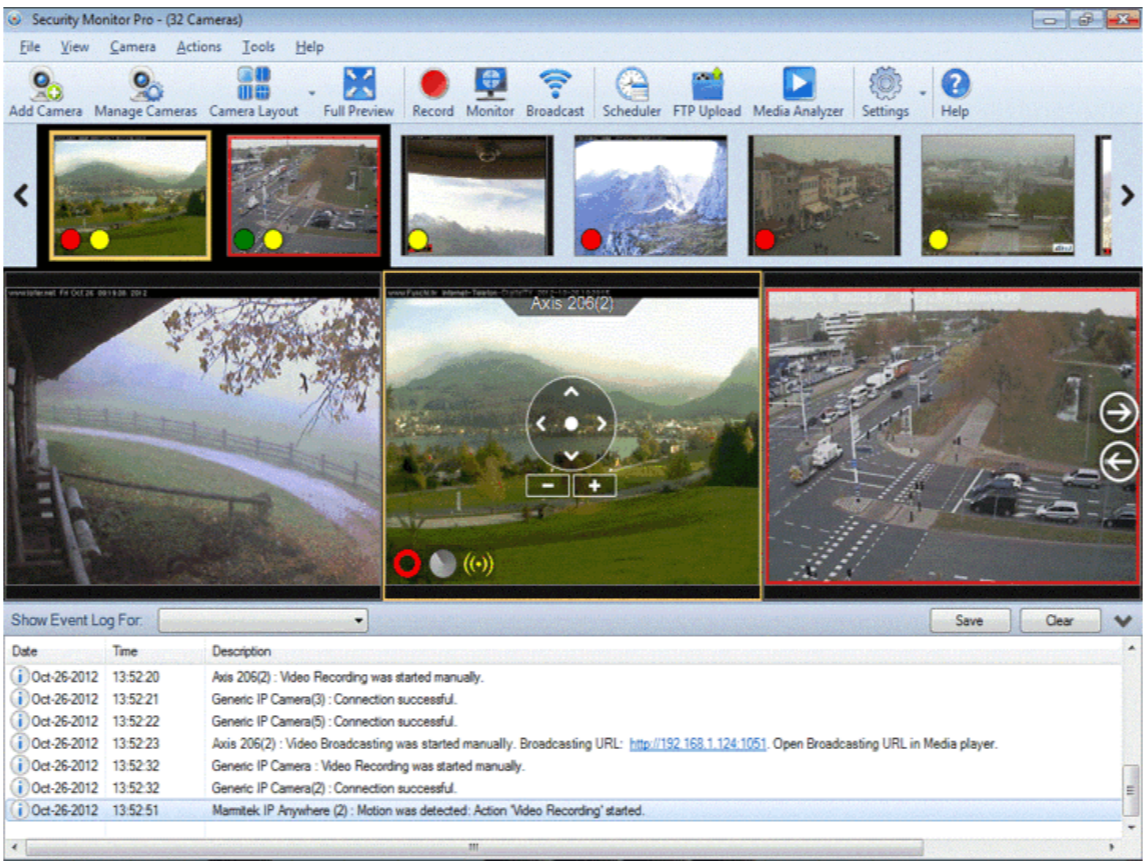 Security Monitor Pro - (32 Cameras)
File View Camera Actions Tools Help
Add Camera Manage Cameras Camera Layout Full Preview Record Monitor Broadcast Scheduler FTP Upload Media Analyzer Settings Help
Axis 206(2)
Show Event Log For: Save Clear
Date Time Description
Oct-26-2012 13:52:20 Axis 206(2) : Video Recording was started manually.
Oct-26-2012 13:52:21 Generic IP Camera(3) : Connection successful.
Oct-26-2012 13:52:22 Generic IP Camera(5) : Connection successful.
Oct-26-2012 13:52:23 Axis 206(2) : Video Broadcasting was started manually. Broadcasting URL: http://192.168.1.124:1051. Open Broadcasting URL in Media player.
Oct-26-2012 13:52:32 Generic IP Camera : Video Recording was started manually.
Oct-26-2012 13:52:32 Generic IP Camera(2) : Connection successful.
Oct-26-2012 13:52:51 Marmitek IP Anywhere (2) : Motion was detected: Action 'Video Recording' started.